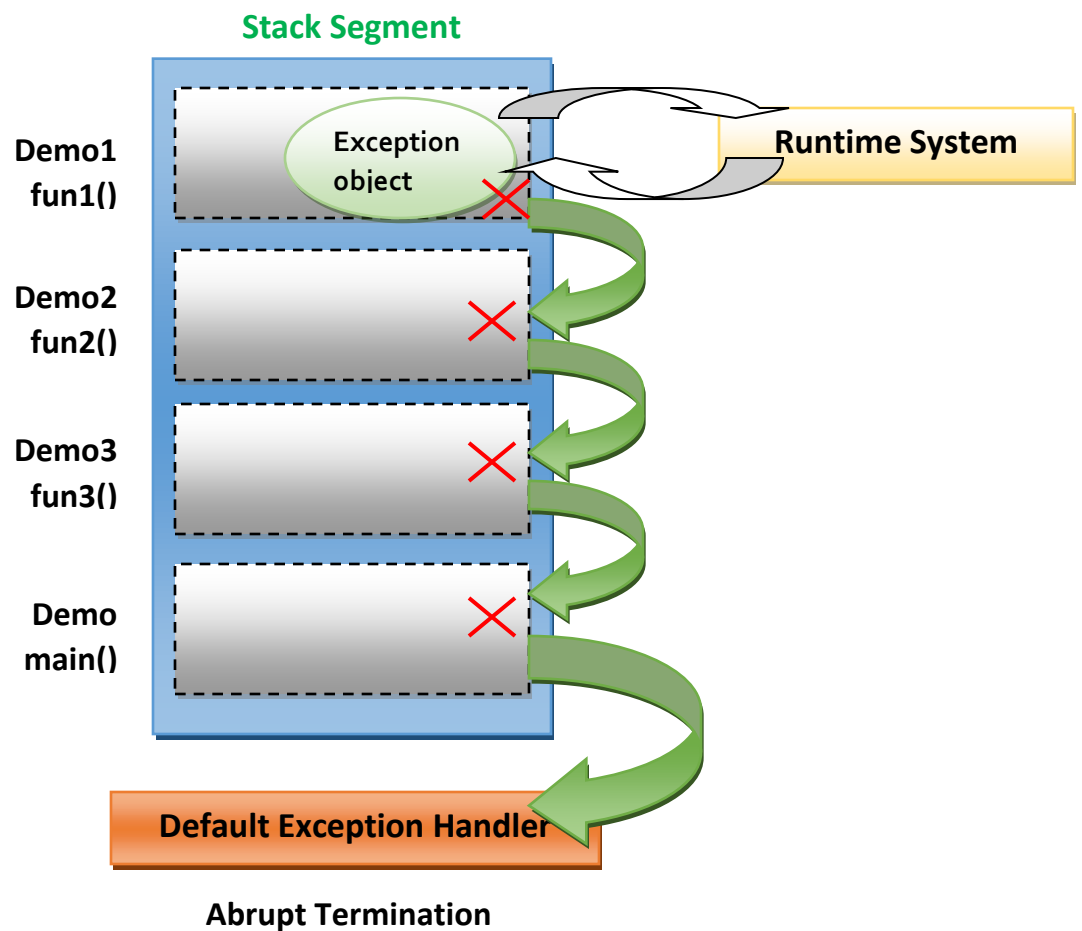 Stack Segment
Demo1
fun1()
Exception
object
Runtime System
Demo2
fun2()
Demo3
fun3()
Demo
main()
Default Exception Handler
Abrupt Termination